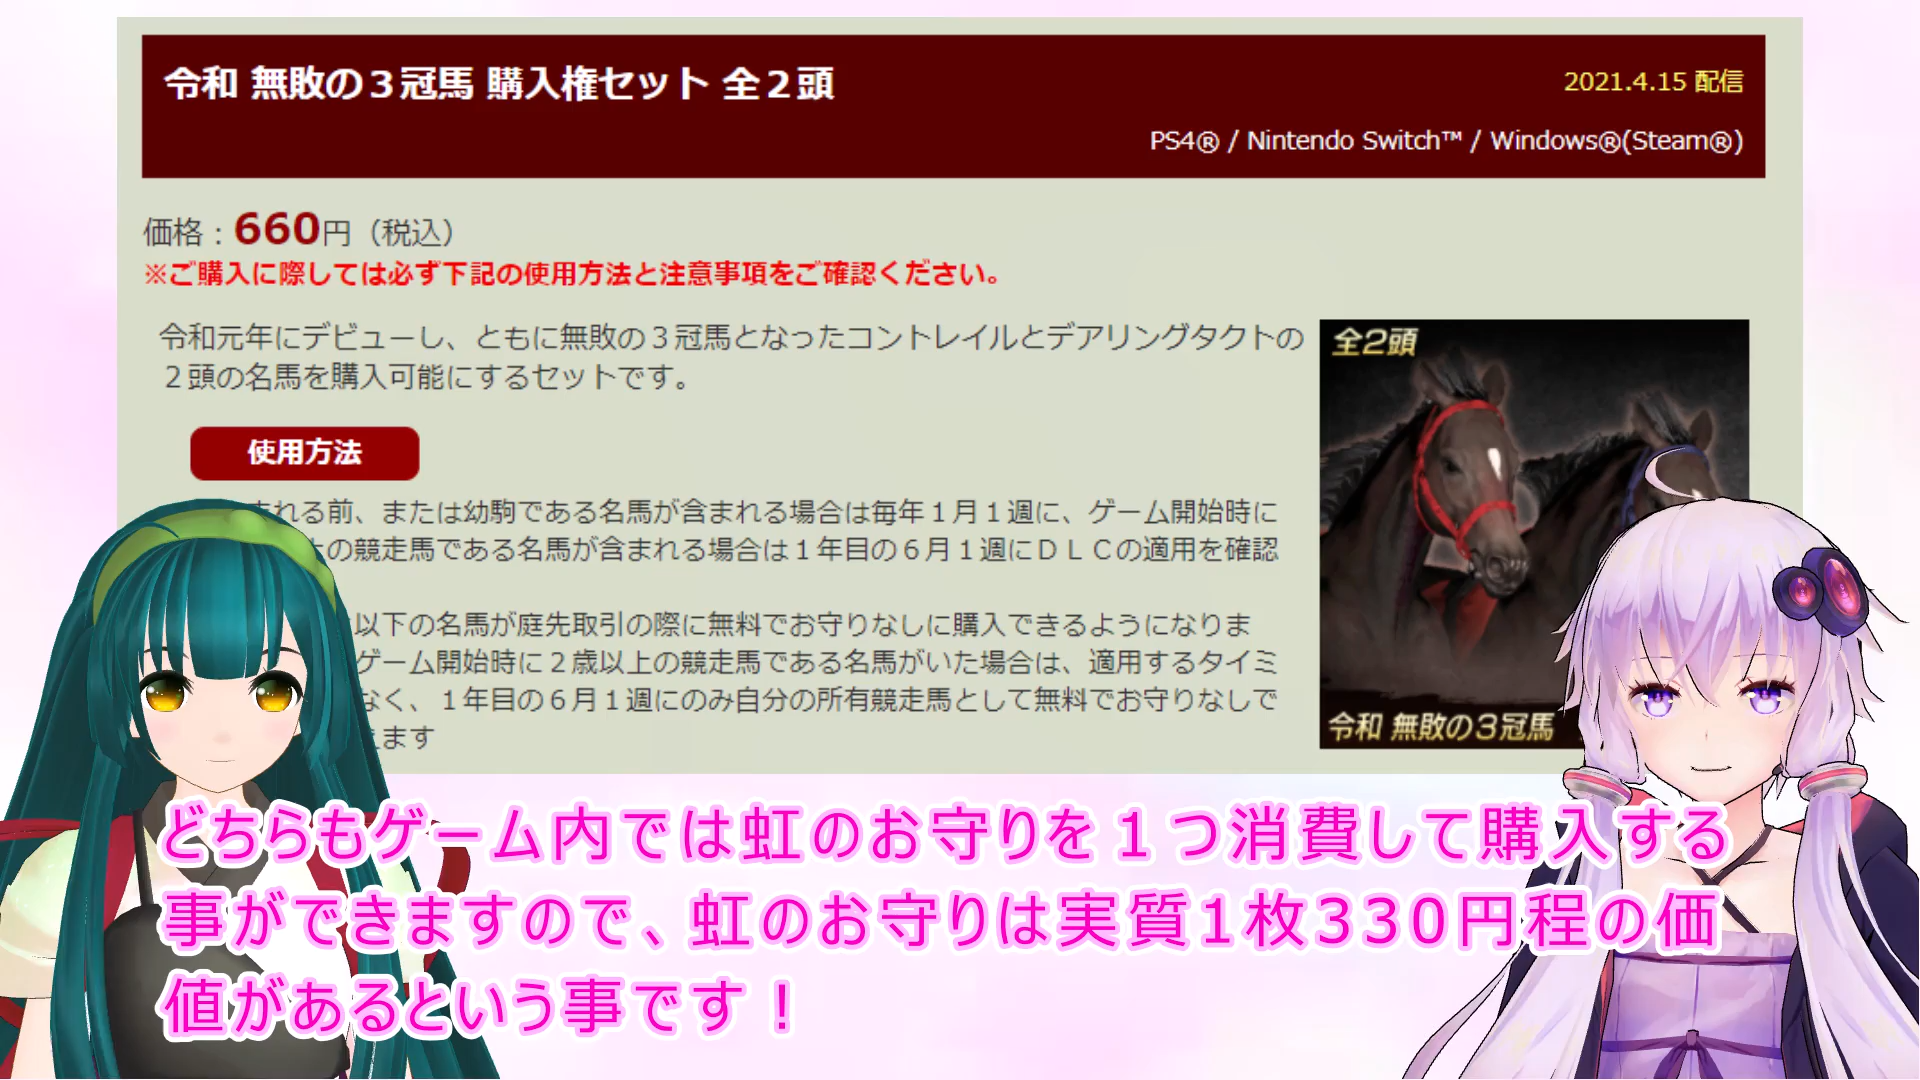 令和 無敗の３冠馬 購入権セット 全２頭
2021.4.15 配信
PS4® / Nintendo Switch™ / Windows®(Steam®)
価格：660円（税込）
※ご購入に際しては必ず下記の使用方法と注意事項をご確認ください。
令和元年にデビューし、ともに無敗の３冠馬となったコントレイルとデアリングタクトの
２頭の名馬を購入可能にするセットです。
全2頭
使用方法
まれる前、または幼駒である名馬が含まれる場合は毎年１月１週に、ゲーム開始時に
上の競走馬である名馬が含まれる場合は１年目の６月１週にＤＬＣの適用を確認
以下の名馬が庭先取引の際に無料でお守りなしに購入できるようになりま
ゲーム開始時に２歳以上の競走馬である名馬がいた場合は、適用するタイミ
なく、１年目の６月１週にのみ自分の所有競走馬として無料でお守りなしで
ます
令和 無敗の3冠馬
どちらもゲーム内では虹のお守りを１つ消費して購入する
事ができますので、虹のお守りは実質1枚330円程の価
値があるという事です！